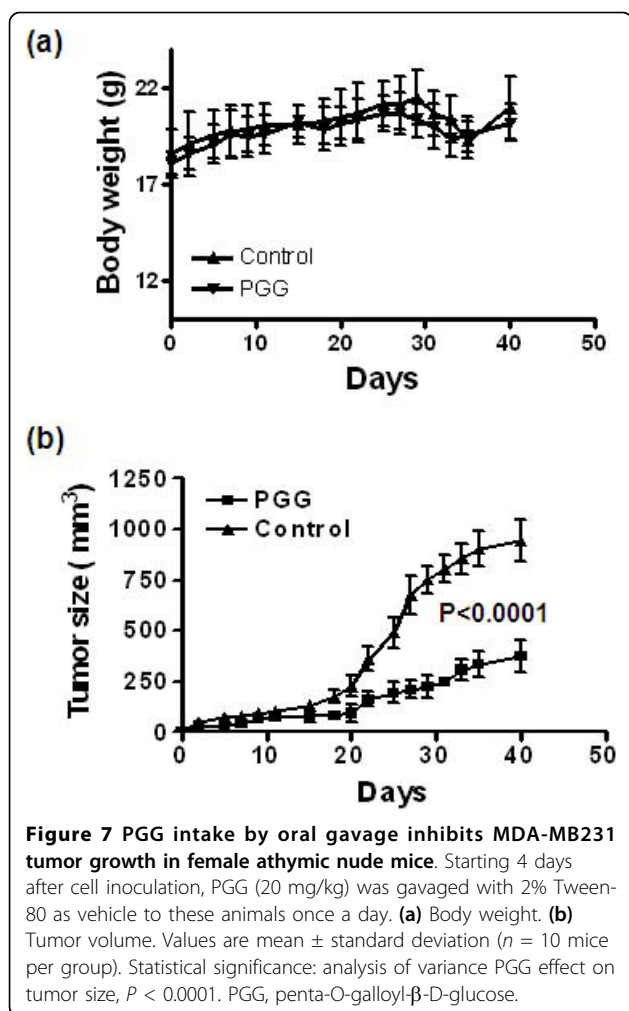 (a)
Body weight (g)
22
17
12
Control
PGG
0
10
20
30
40
50
Days
(b)
Tumor size ( mm³)
1250
1000
750
500
250
0
PGG
Control
P<0.0001
0
10
20
30
40
50
Days
Figure 7 PGG intake by oral gavage inhibits MDA-MB231
tumor growth in female athymic nude mice. Starting 4 days
after cell inoculation, PGG (20 mg/kg) was gavaged with 2% Tween-
80 as vehicle to these animals once a day. (a) Body weight. (b)
Tumor volume. Values are mean ± standard deviation (n = 10 mice
per group). Statistical significance: analysis of variance PGG effect on
tumor size, P < 0.0001. PGG, penta-O-galloyl-β-D-glucose.